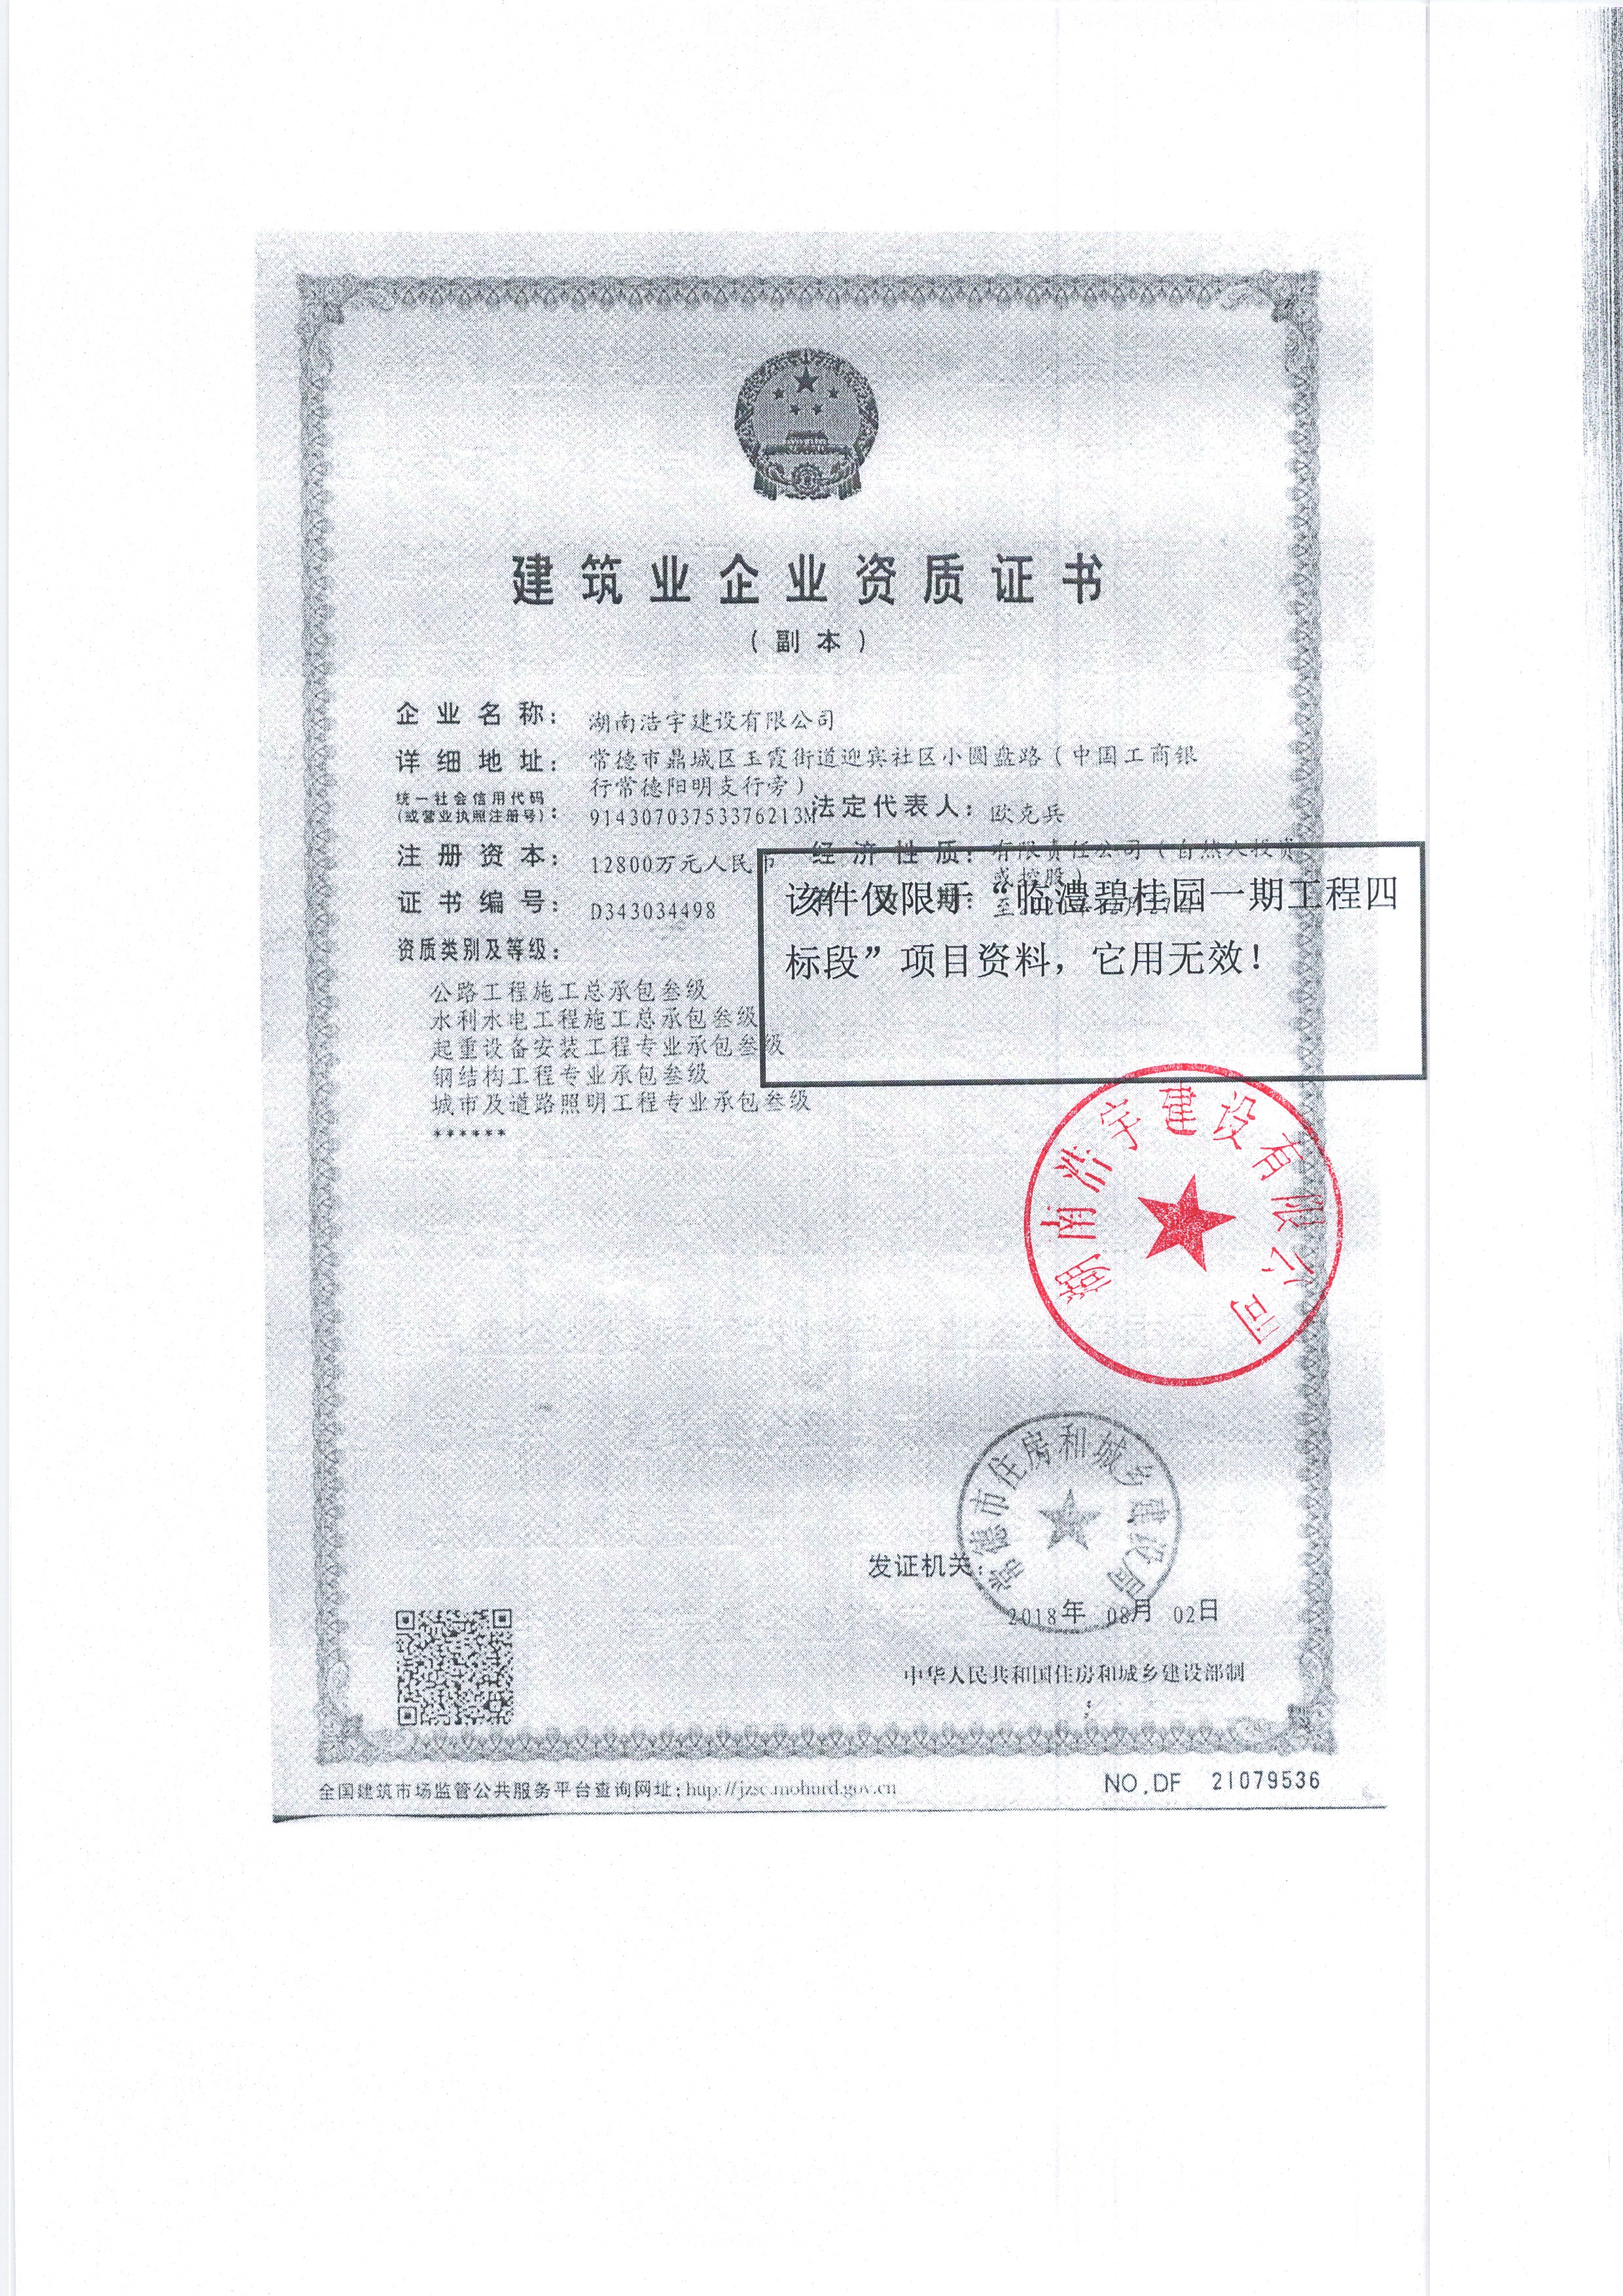 建筑业企业资质证书
（副本）
企业名称： 湖南浩宇建设有限公司
详细地址： 常德市鼎城区玉霞街道迎宾社区小圆盘路（中国工商银
行常德阳明支行旁）
统一社会信用代码
（或营业执照注册号）： 91430703753376213M 法定代表人： 欧克兵
注册资本： 12800万元人民币 经济性质： 有限责任公司（自然人投资
或控股）
证书编号： D343034498 期： 至
该件仅限于“临澧碧桂园一期工程四
标段”项目资料，它用无效！
资质类别及等级：
公路工程施工总承包叁级
水利水电工程施工总承包叁级
起重设备安装工程专业承包叁级
钢结构工程专业承包叁级
城市及道路照明工程专业承包叁级
******
湖南浩宇建设有限公司
常德市住房和城乡建设局
发证机关：
2018年 08月 02日
中华人民共和国住房和城乡建设部制
全国建筑市场监管公共服务平台查询网址：http://jzsc.mohurd.gov.cn
NO.DF 21079536